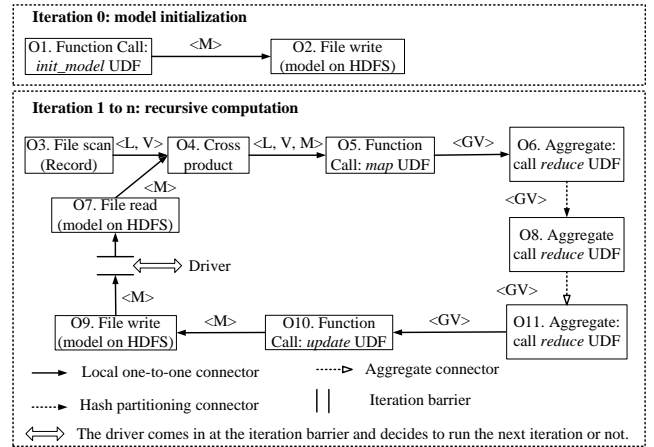 Iteration 0: model initialization
O1. Function Call:
init_model UDF
<M>
O2. File write
(model on HDFS)
Iteration 1 to n: recursive computation
O3. File scan
(Record)
<L, V>
O4. Cross
product
<L, V, M>
O5. Function
Call: map UDF
<GV>
O6. Aggregate:
call reduce UDF
<M>
O7. File read
(model on HDFS)
<GV>
O8. Aggregate
call reduce UDF
Driver
<GV>
<M>
O9. File write
(model on HDFS)
<M>
O10. Function
Call: update UDF
<GV>
O11. Aggregate:
call reduce UDF
Local one-to-one connector
Aggregate connector
Hash partitioning connector
Iteration barrier
The driver comes in at the iteration barrier and decides to run the next iteration or not.